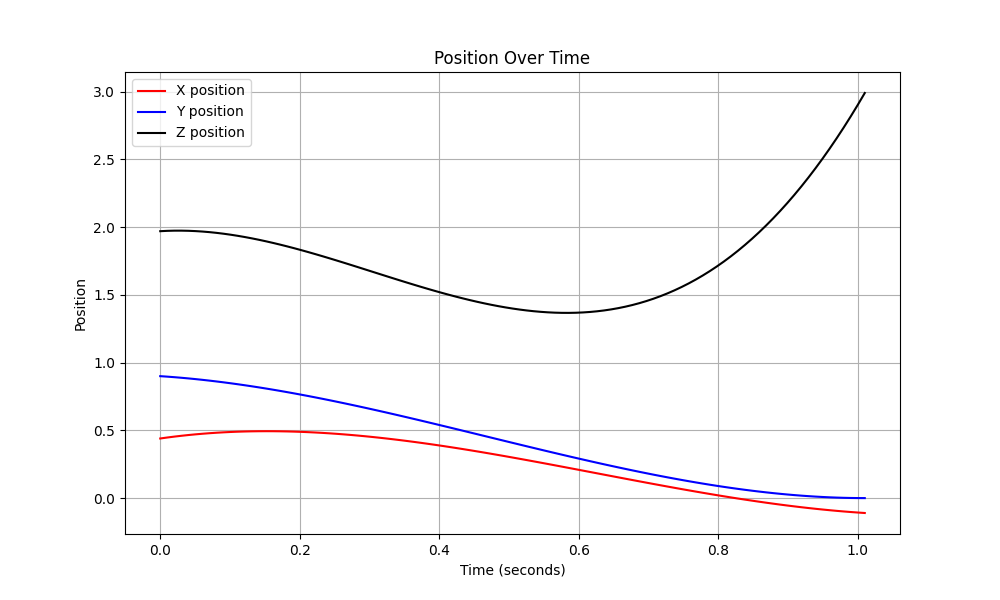 Position Over Time
X position
Y position
Z position
Position
3.0
2.5
2.0
1.5
1.0
0.5
0.0
0.0 0.2 0.4 0.6 0.8 1.0
Time (seconds)